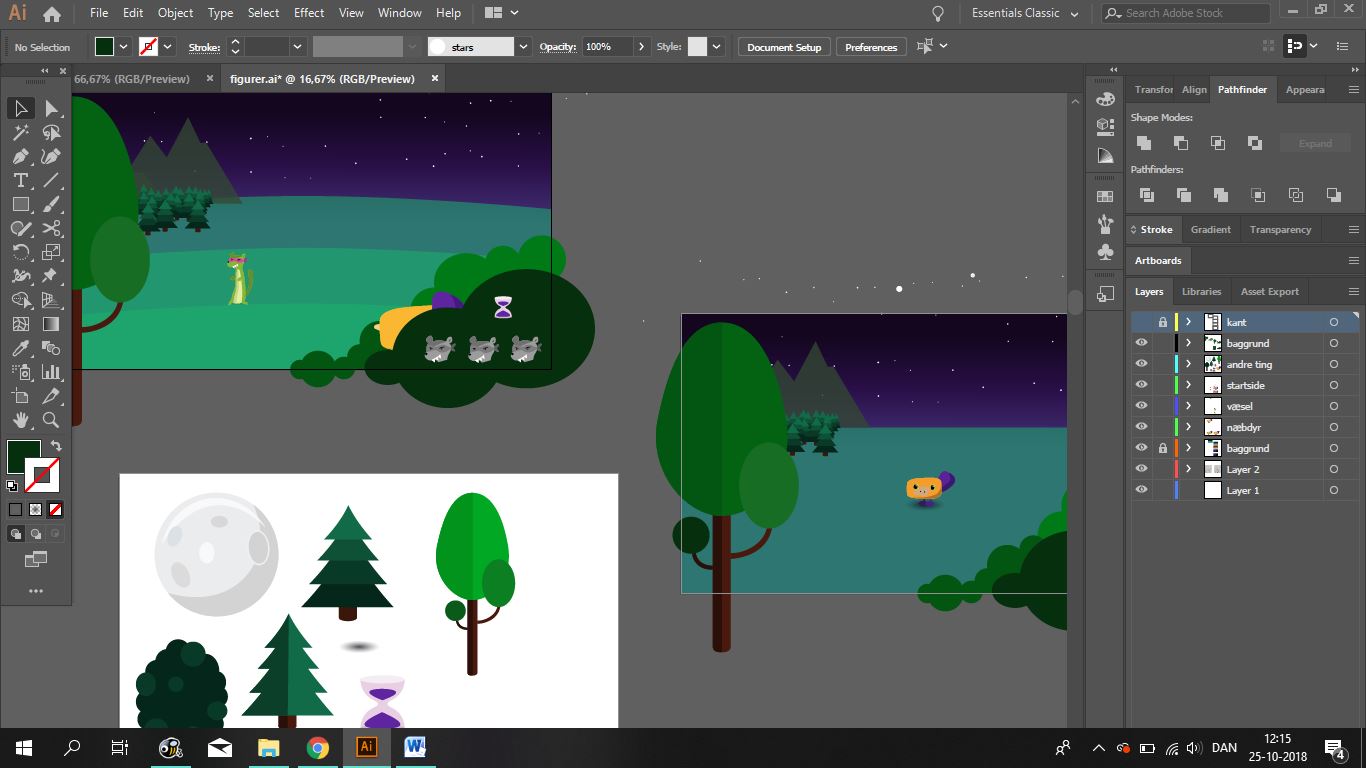 Ai File Edit Object Type Select Effect View Window Help Essentials Classic Search Adobe Stock
No Selection Stroke: stars Opacity: 100% Style: Document Setup Preferences
66,67% (RGB/Preview) × figurer.ai* @ 16,67% (RGB/Preview) ×
Transfor Align Pathfinder Appeara
Shape Modes:
Expand
Pathfinders:
Stroke Gradient Transparency
Artboards
Layers Libraries Asset Export
kant
baggrund
andre ting
startside
væsel
næbdyr
baggrund
Layer 2
Layer 1
Ai W DAN 12:15
25-10-2018 4